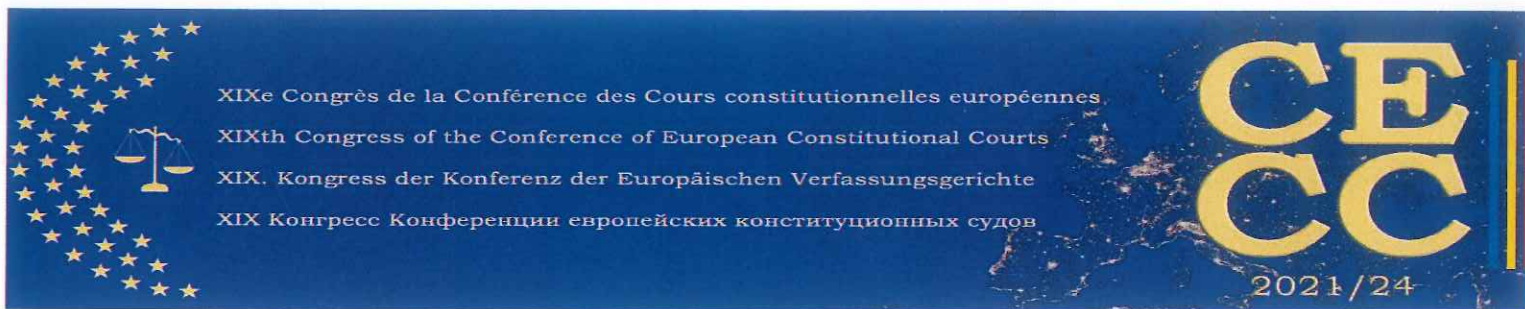 XIXe Congrès de la Conférence des Cours constitutionnelles européennes
XIXth Congress of the Conference of European Constitutional Courts
XIX. Kongress der Konferenz der Europäischen Verfassungsgerichte
XIX Конгресс Конференции европейских конституционных судов
CE
CC
2021/24